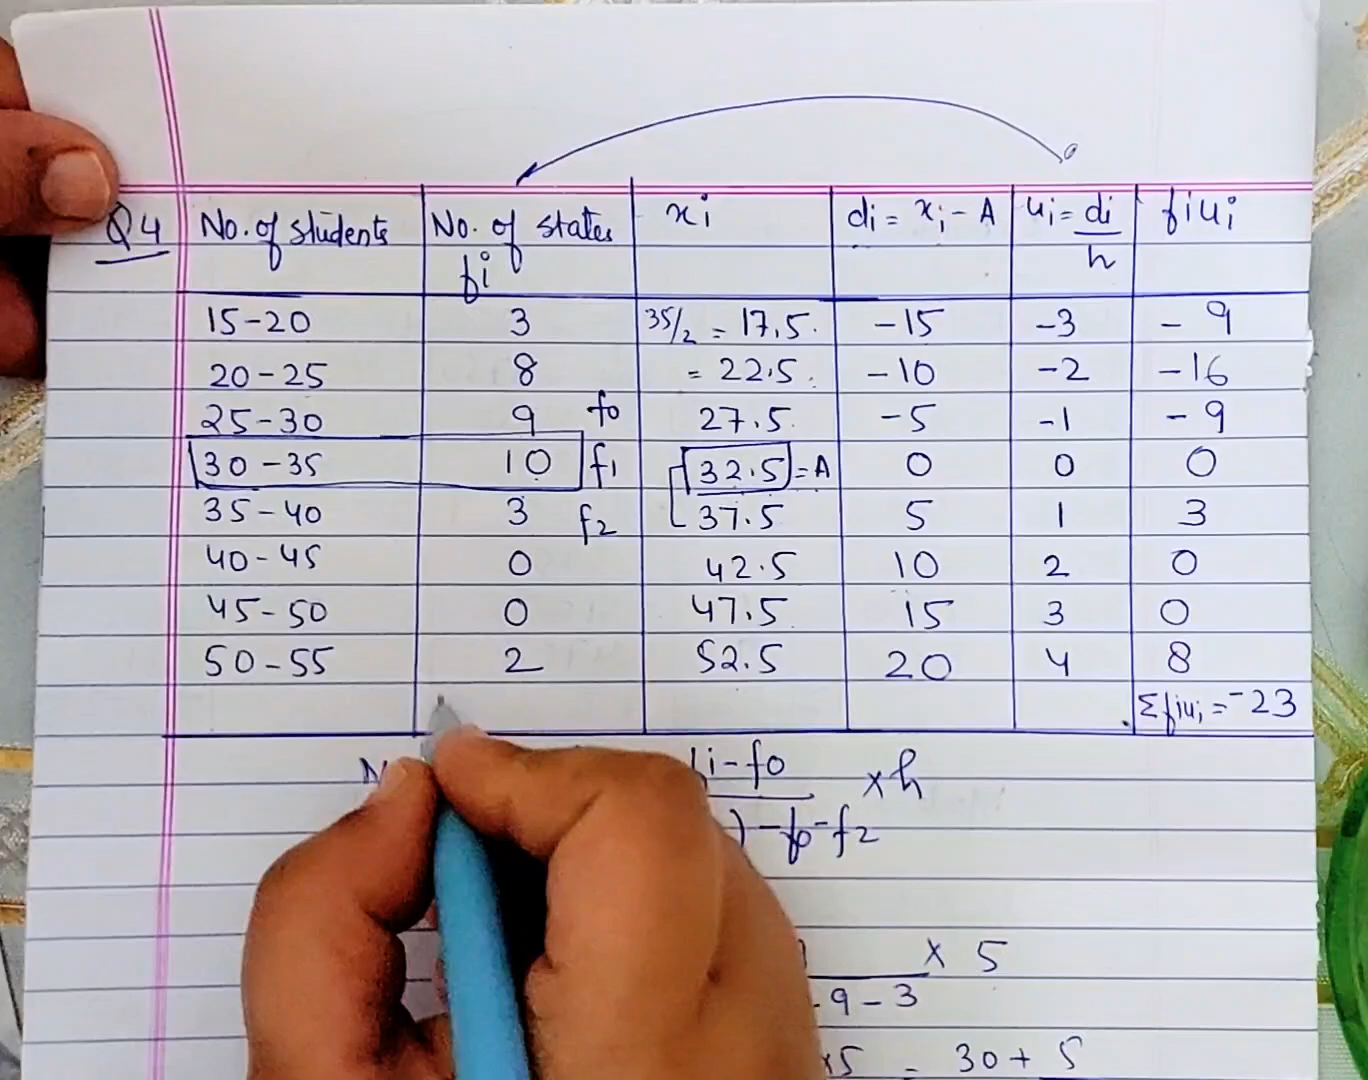 Q4 No. of students No. of states fi xi di = xi - A ui = di/h fiui
15-20 3 35/2 = 17.5. -15 -3 -9
20-25 8 = 22.5. -10 -2 -16
25-30 9 f0 27.5. -5 -1 -9
30-35 10 f1 32.5 = A 0 0 0
35-40 3 f2 37.5 5 1 3
40-45 0 42.5 10 2 0
45-50 0 47.5 15 3 0
50-55 2 52.5 20 4 8
Σfiui = -23
-f0 × h
) -f0 -f2
× 5
-9-3
×5 = 30+5